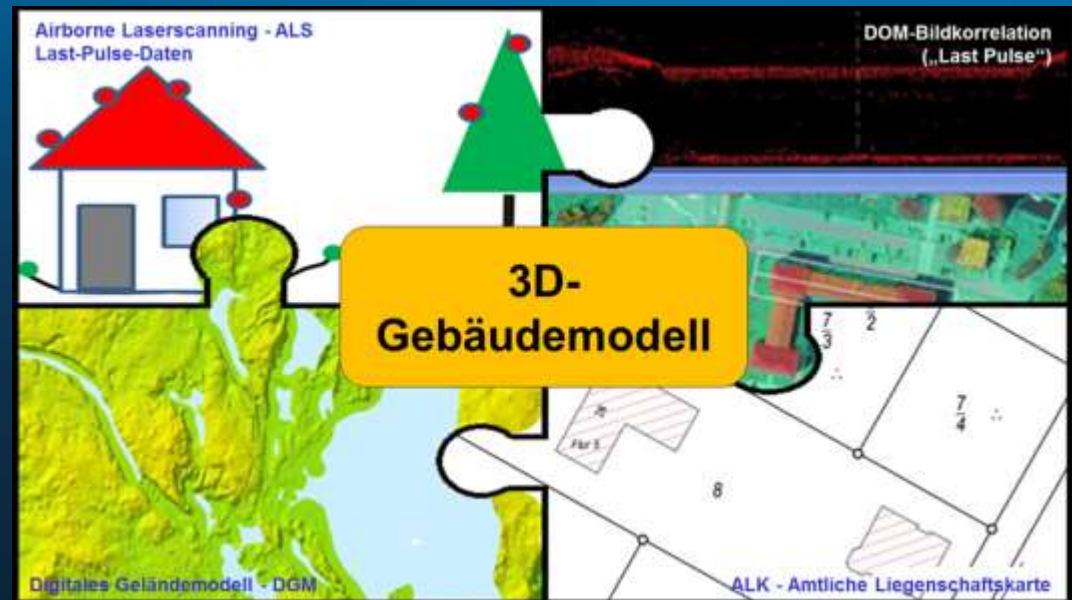 Airborne Laserscanning - ALS
Last-Pulse-Daten
DOM-Bildkorrelation
(„Last Pulse“)
3D-
Gebäudemodell
7
3
2
7
4
Flur 5
8
Digitales Geländemodell - DGM
ALK - Amtliche Liegenschaftskarte